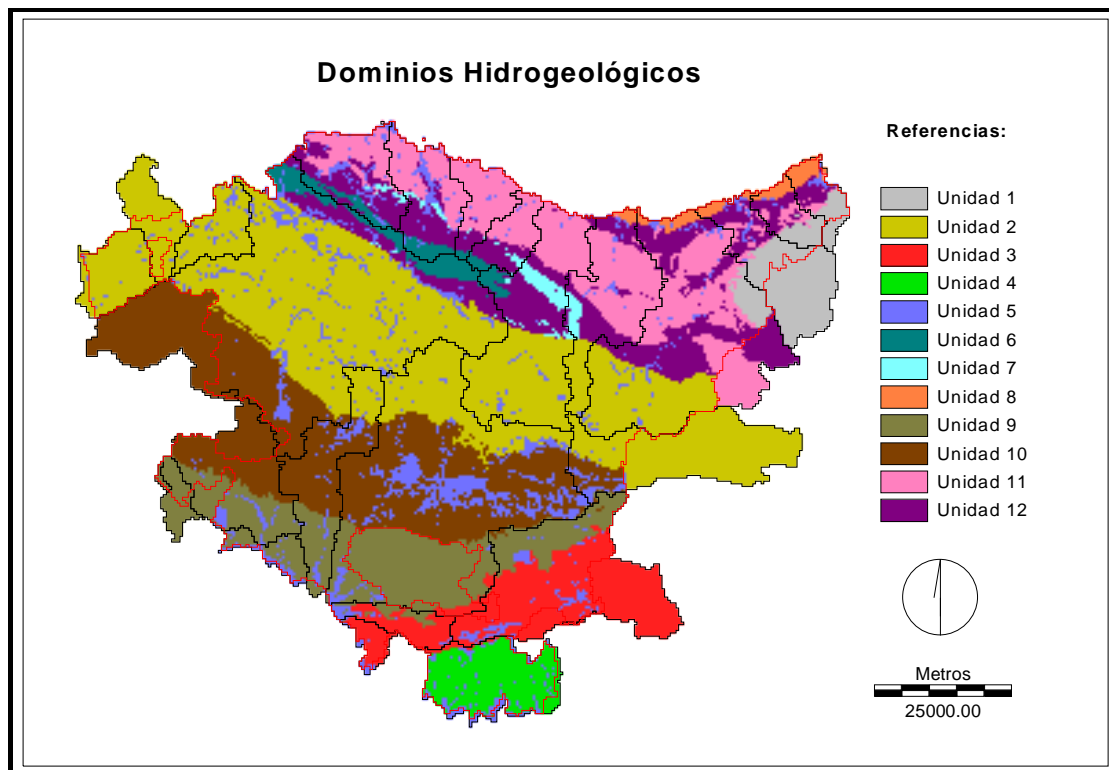 Dominios Hidrogeológicos
Referencias:
Unidad 1
Unidad 2
Unidad 3
Unidad 4
Unidad 5
Unidad 6
Unidad 7
Unidad 8
Unidad 9
Unidad 10
Unidad 11
Unidad 12
Metros
25000.00